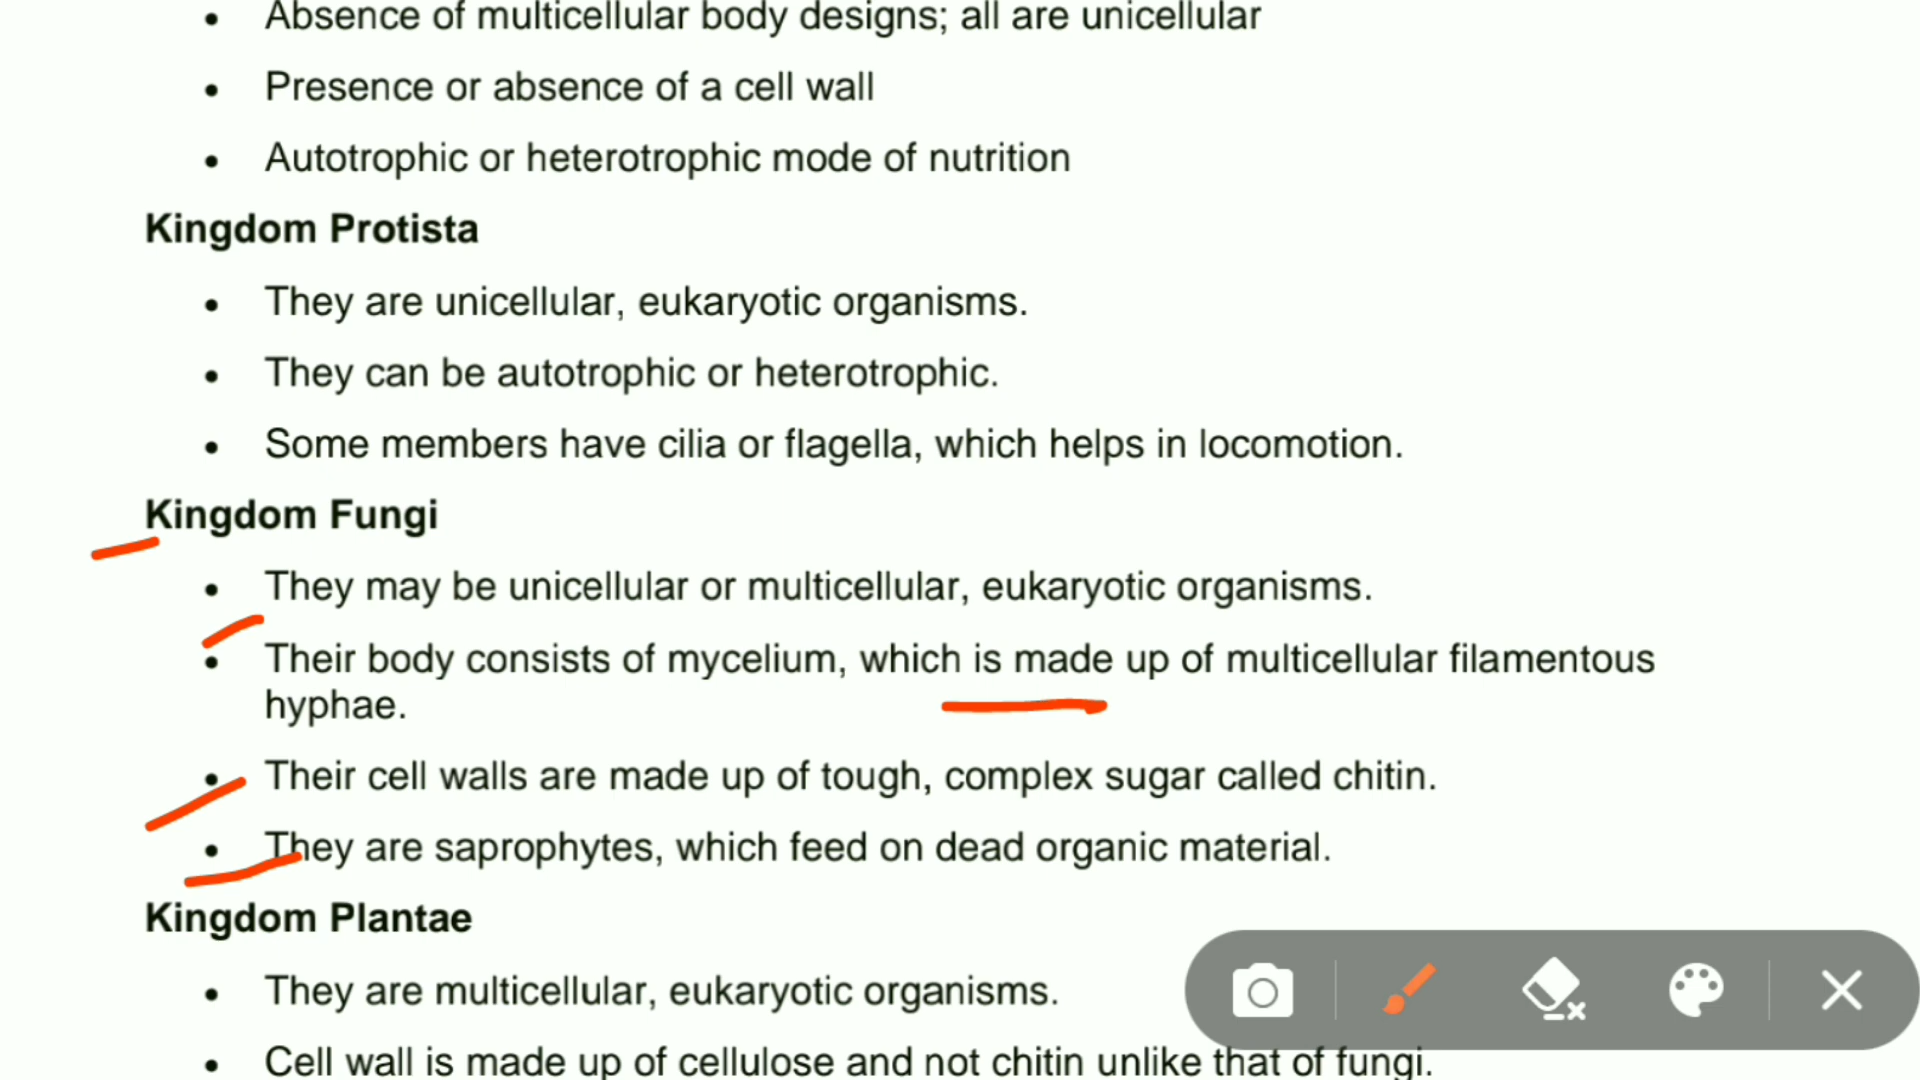 • Absence of multicellular body designs; all are unicellular
• Presence or absence of a cell wall
• Autotrophic or heterotrophic mode of nutrition
Kingdom Protista
• They are unicellular, eukaryotic organisms.
• They can be autotrophic or heterotrophic.
• Some members have cilia or flagella, which helps in locomotion.
Kingdom Fungi
• They may be unicellular or multicellular, eukaryotic organisms.
• Their body consists of mycelium, which is made up of multicellular filamentous
hyphae.
• Their cell walls are made up of tough, complex sugar called chitin.
• They are saprophytes, which feed on dead organic material.
Kingdom Plantae
• They are multicellular, eukaryotic organisms.
• Cell wall is made up of cellulose and not chitin unlike that of fungi.